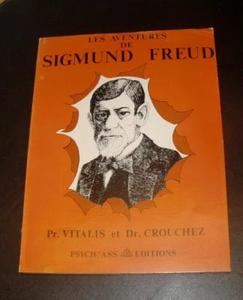 LES AVENTURES
DE
SIGMUND FREUD
Pr. VITALIS et Dr. CROUCHEZ
PSYCH'ASS EDITIONS